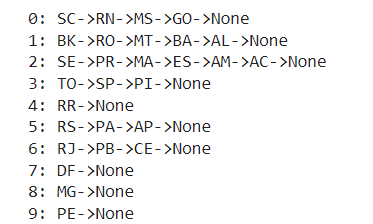 0: SC->RN->MS->GO->None
1: BK->RO->MT->BA->AL->None
2: SE->PR->MA->ES->AM->AC->None
3: TO->SP->PI->None
4: RR->None
5: RS->PA->AP->None
6: RJ->PB->CE->None
7: DF->None
8: MG->None
9: PE->None